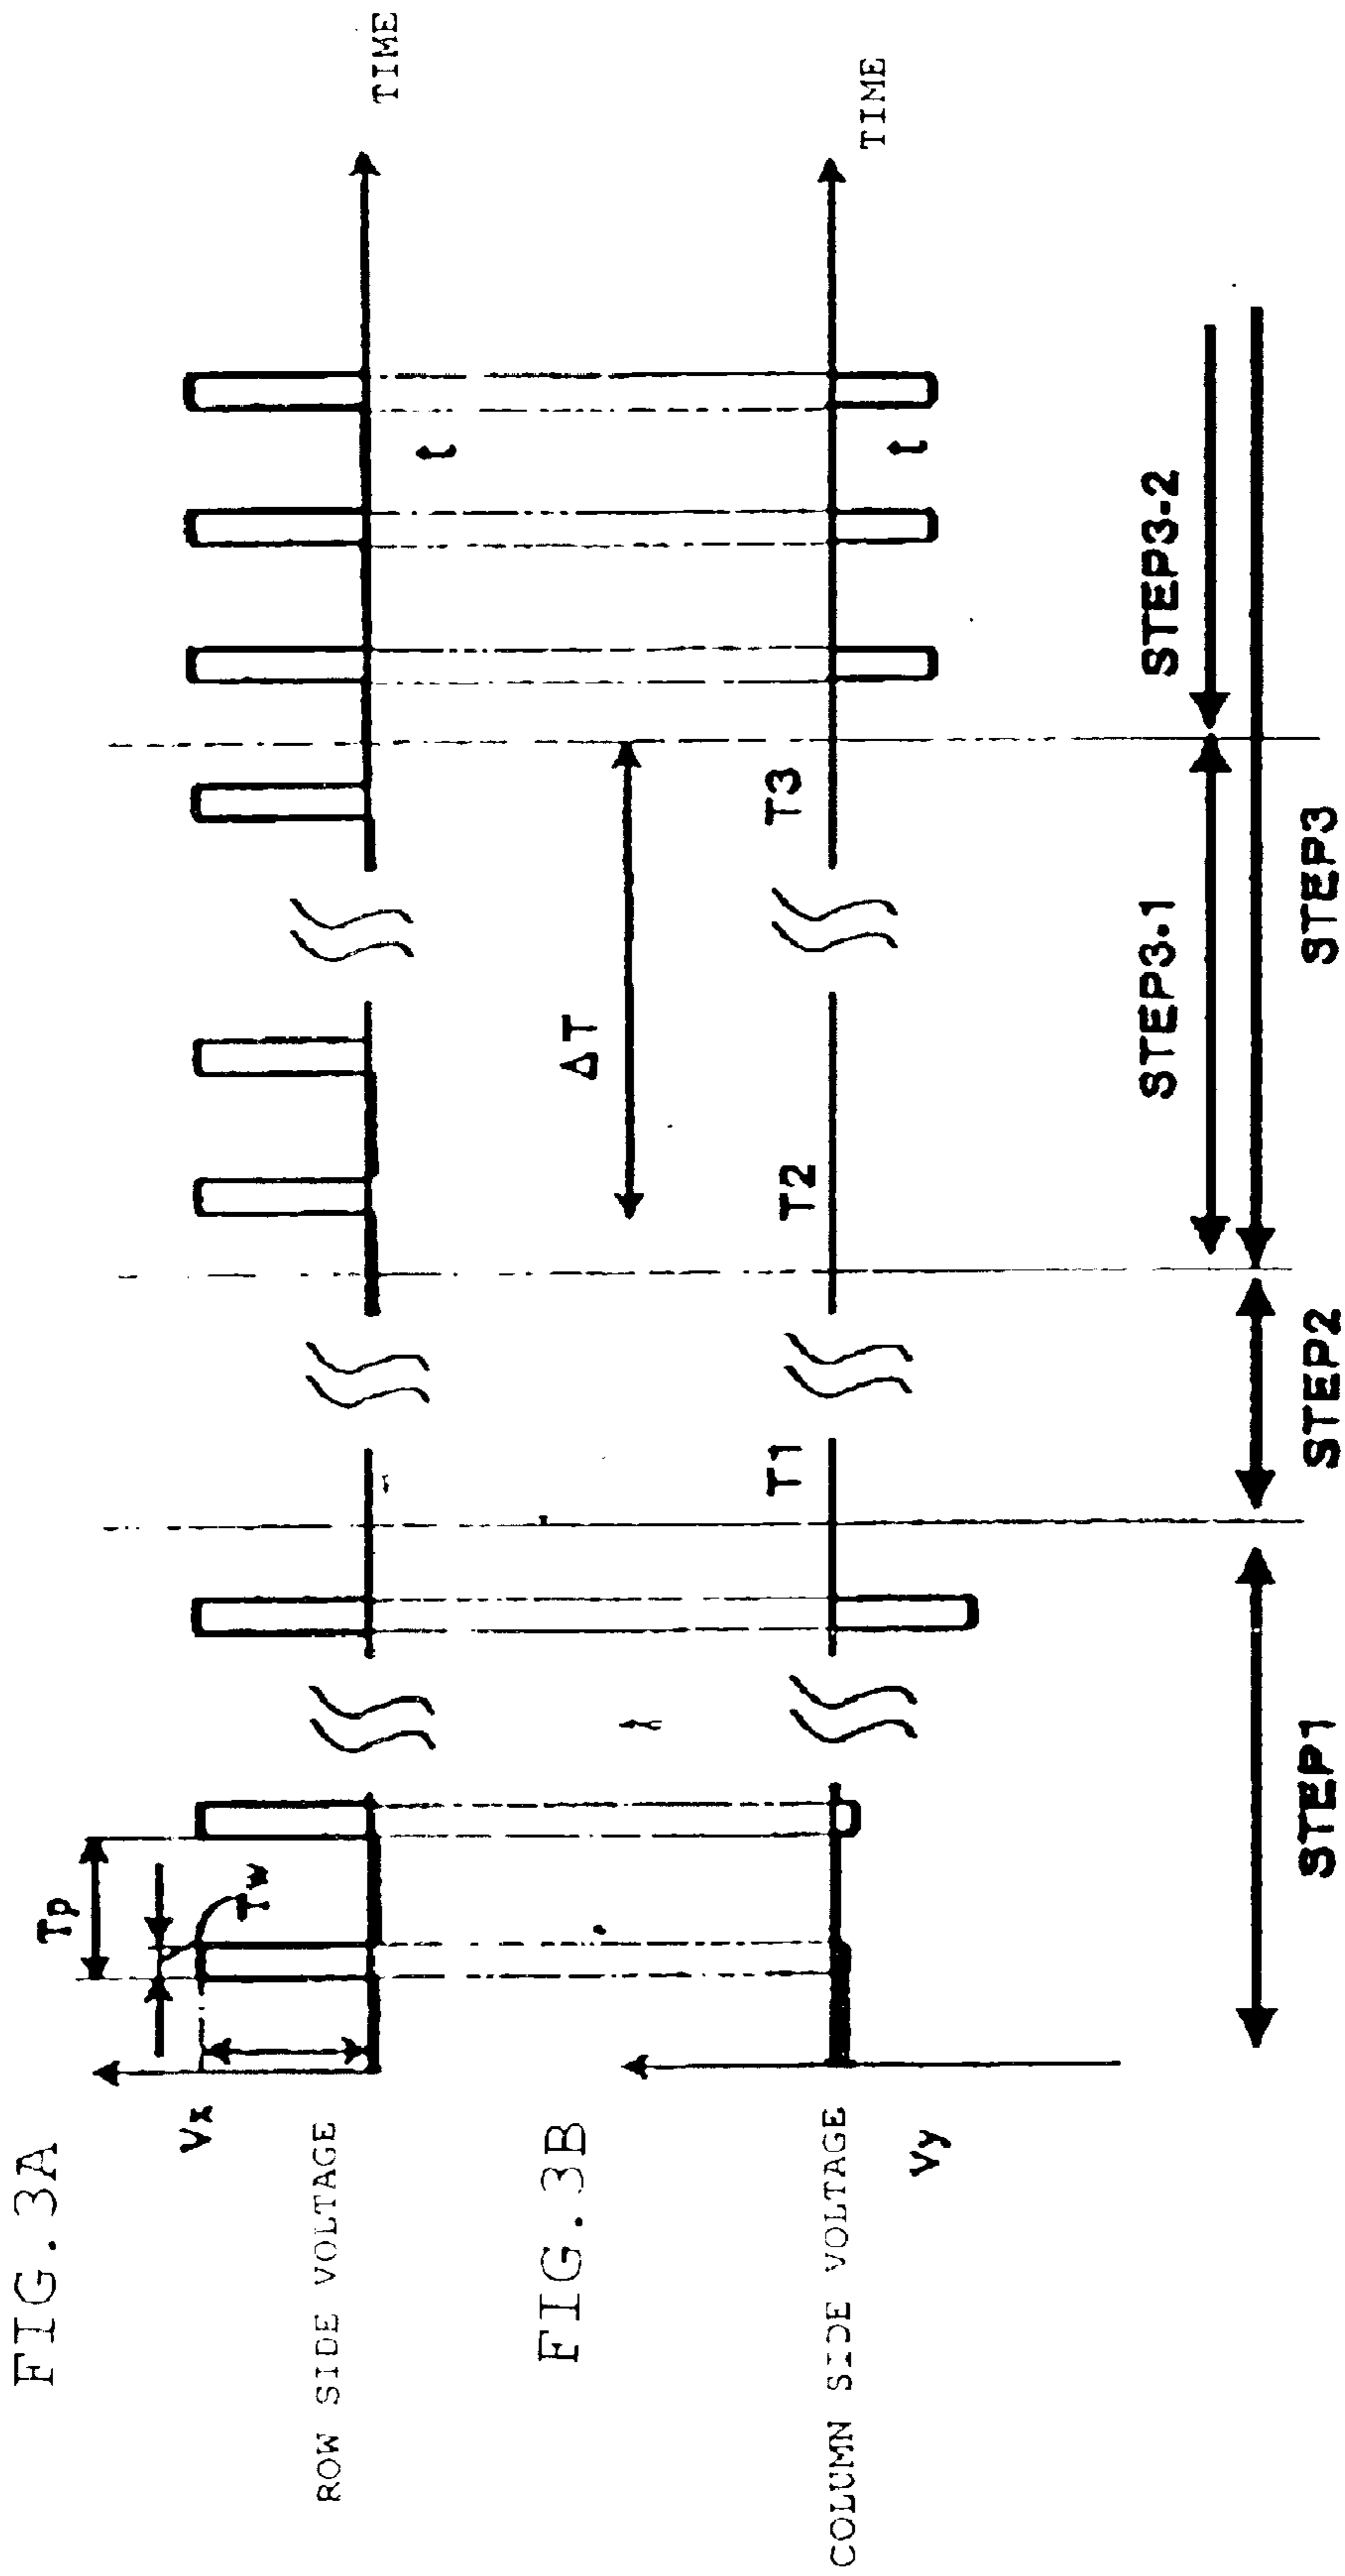 FIG.3A
Vx
Tp
Tw
ROW SIDE VOLTAGE
t
TIME
ΔT
FIG.3B
T1
T2
T3
COLUMN SIDE VOLTAGE
Vy
t
TIME
STEP3-1
STEP3-2
STEP1
STEP2
STEP3